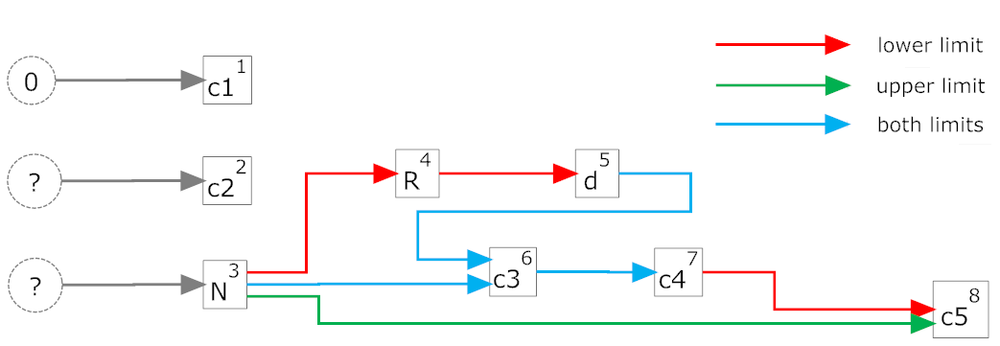 lower limit
0
c1 1
upper limit
both limits
?
c2 2
R 4
d 5
?
N 3
c3 6
c4 7
c5 8